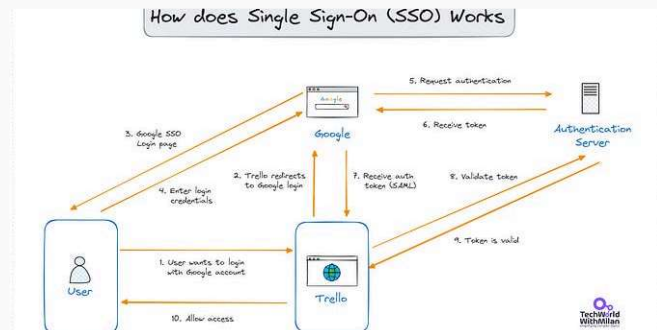 How does Single Sign-On (SSO) Works
5. Request authentication
Google
Google
6. Receive token
Authentication
Server
3. Google SSO
Login page
4. Enter login
credentials
2. Trello redirects
to Google login
7. Receive auth
token (SAML)
8. Validate token
9. Token is valid
1. User wants to login
with Google account
User
Trello
10. Allow access
TechWorld
WithMilan